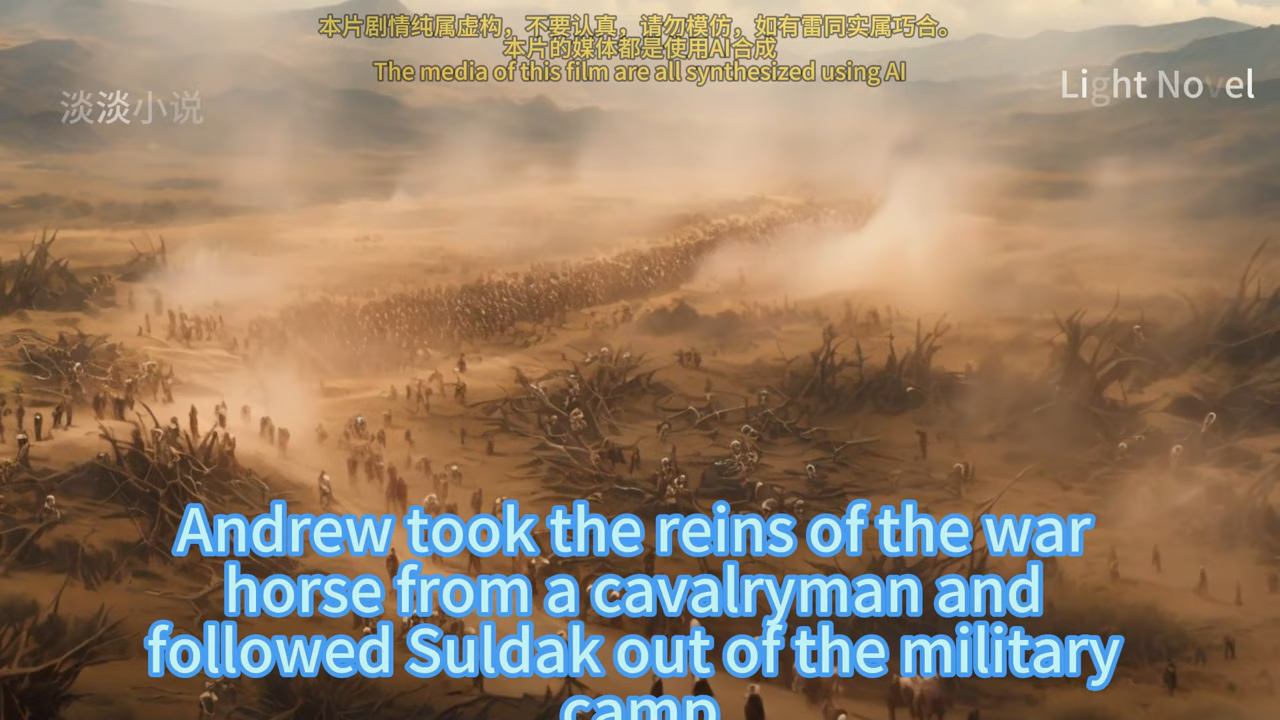 本片剧情纯属虚构，不要认真，请勿模仿，如有雷同实属巧合。
本片的媒体都是使用AI合成
The media of this film are all synthesized using AI
淡淡小说
Light Novel
Andrew took the reins of the war
horse from a cavalryman and
followed Suldak out of the military
camp